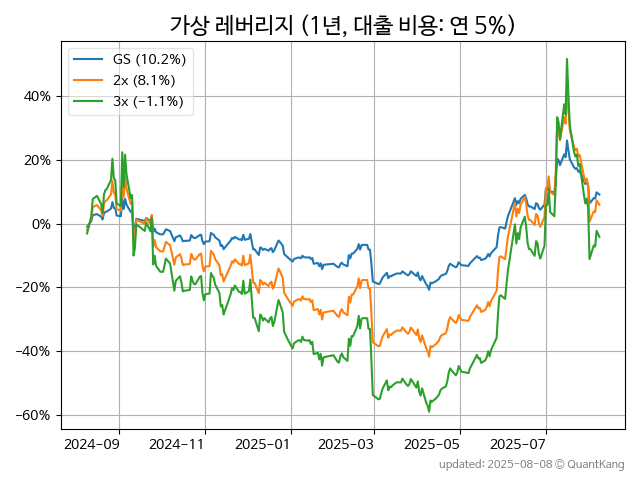 가상 레버리지 (1년, 대출 비용: 연 5%)
GS (10.2%)
2x (8.1%)
3x (−1.1%)
40%
20%
0%
−20%
−40%
−60%
2024-09 2024-11 2025-01 2025-03 2025-05 2025-07
updated: 2025-08-08 © QuantKang